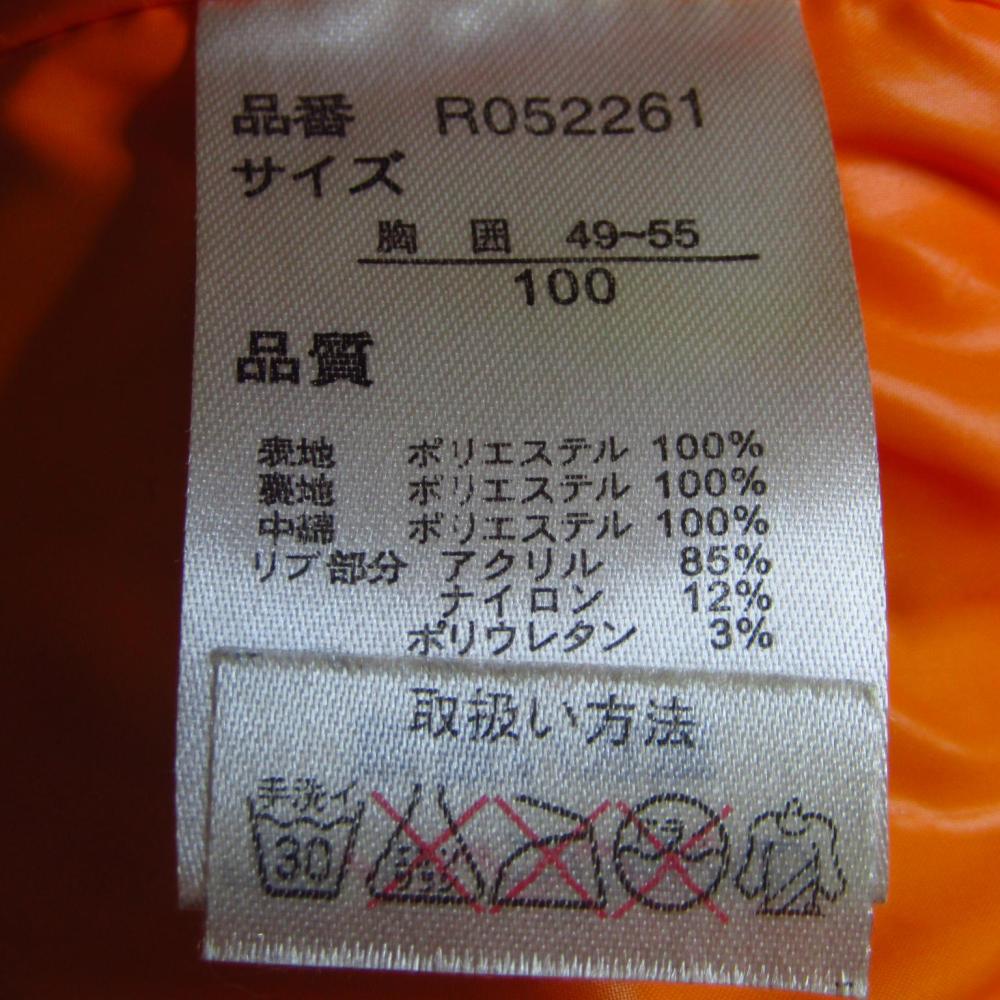 品番 R052261
サイズ
胸囲 49~55
100
品質
表地 ポリエステル 100%
裏地 ポリエステル 100%
中綿 ポリエステル 100%
リブ部分 アクリル 85%
ナイロン 12%
ポリウレタン 3%
取扱い方法
手洗イ
30